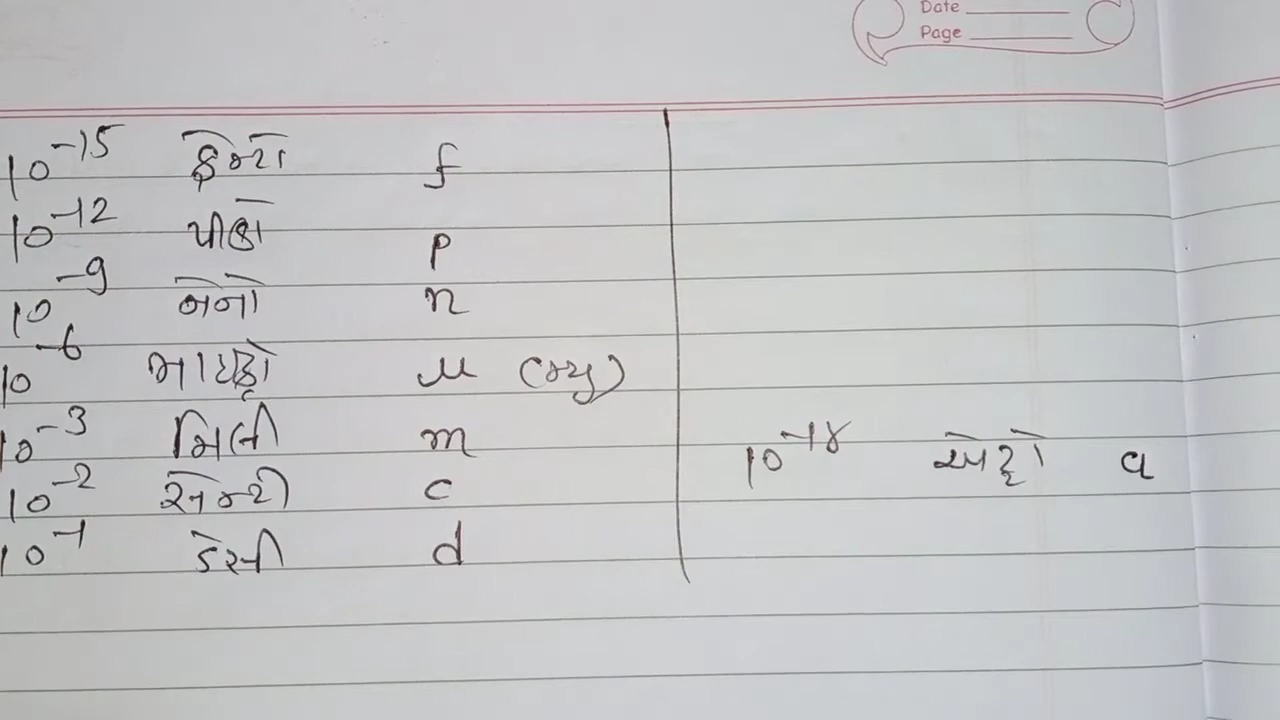 Date
Page
10⁻¹⁵ ફેમ્ટો f
10⁻¹² પીકો p
10⁻⁹ નેનો n
10⁻⁶ માઇક્રો μ (મ્યુ)
10⁻³ મિલી m
10⁻² સેન્ટી c
10⁻¹ ડેસી d
10⁻¹⁸ એટ્ટો a